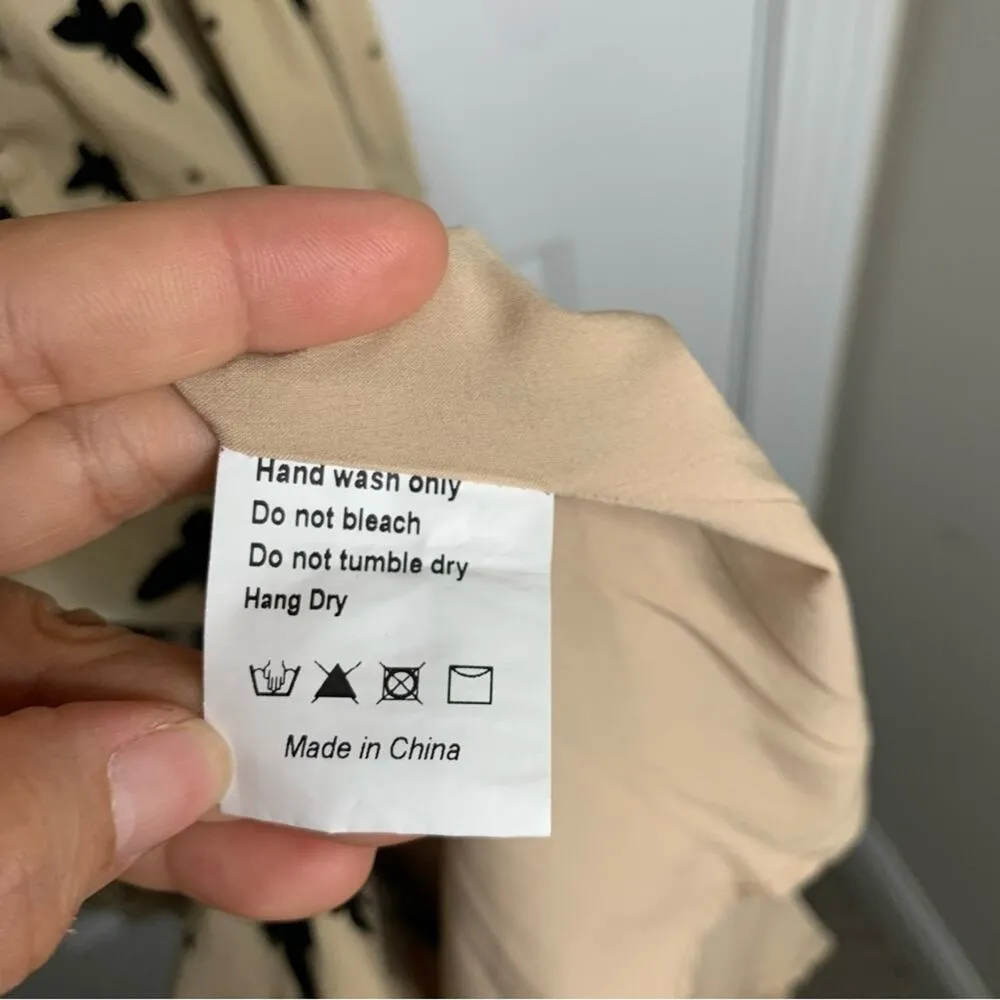 Hand wash only
Do not bleach
Do not tumble dry
Hang Dry
Made in China